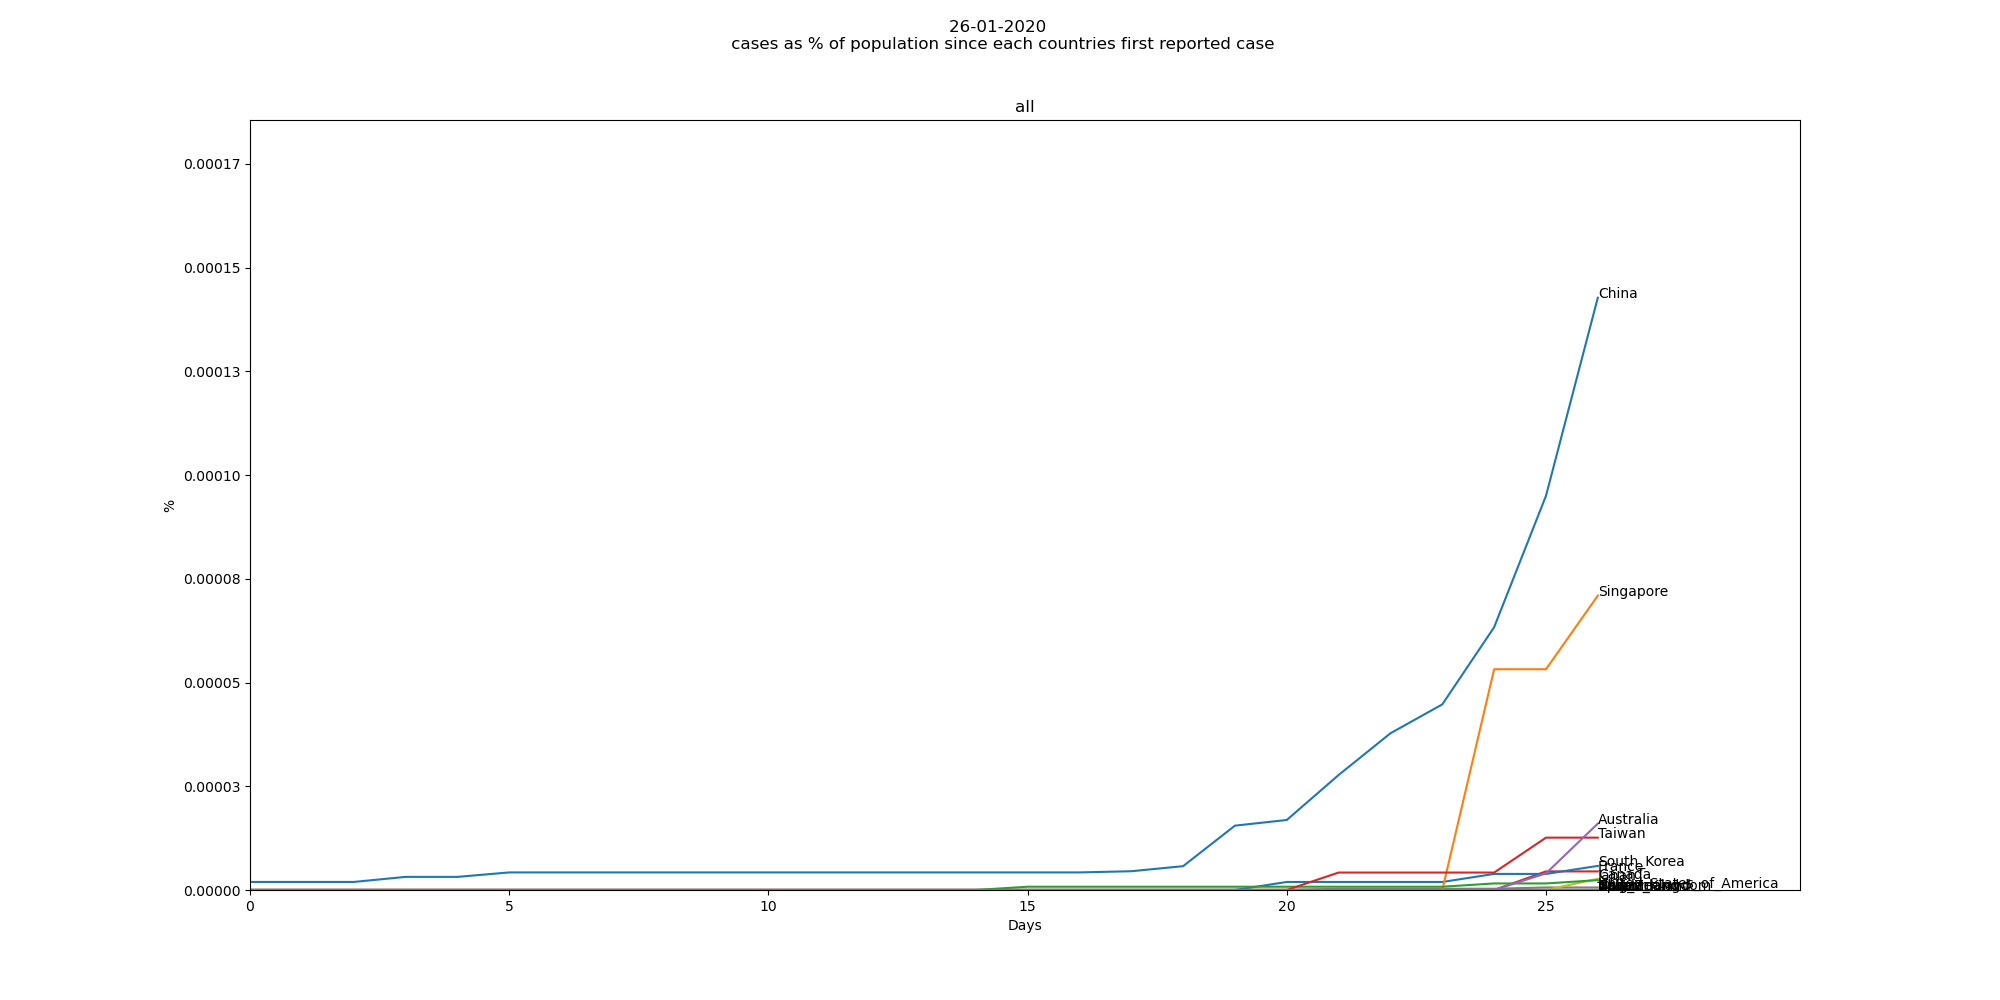 26-01-2020
cases as % of population since each countries first reported case
all
0.00017
0.00015
0.00013
0.00010
0.00008
0.00005
0.00003
0.00000
%
China
Singapore
Australia
Taiwan
South_Korea
France
Canada
of_America
0
5
10
15
20
25
Days